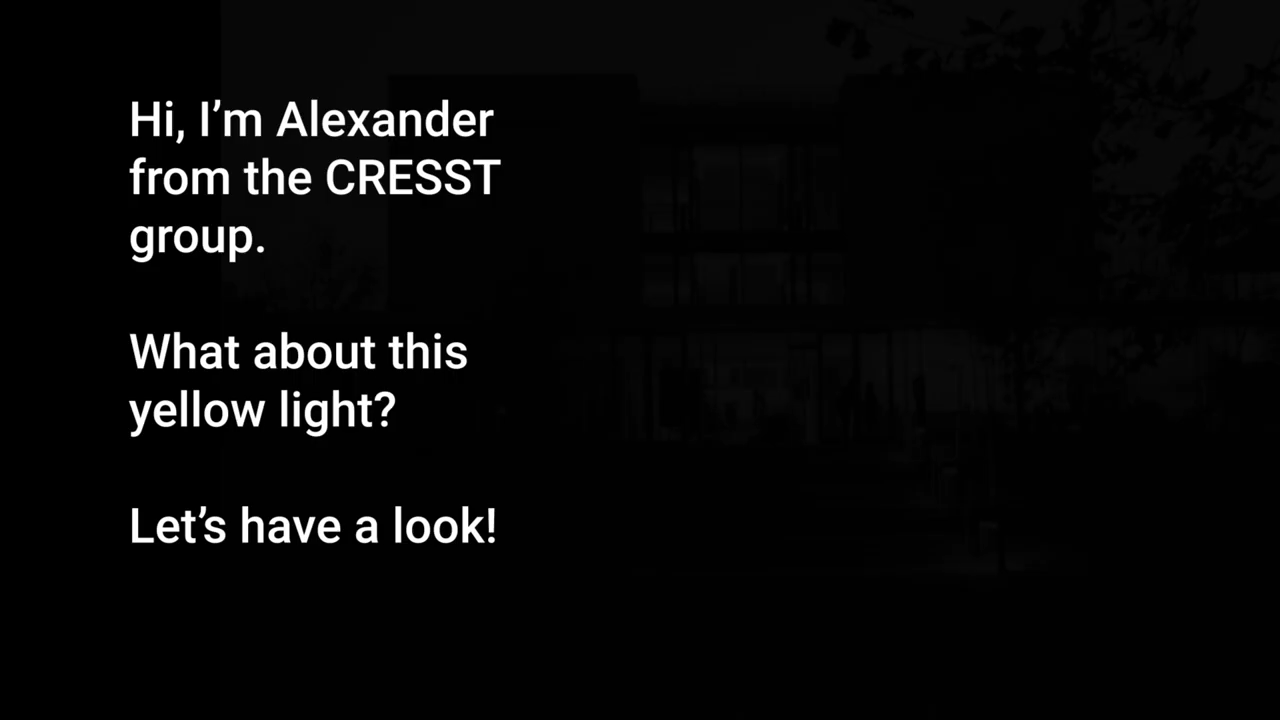 Hi, I’m Alexander
from the CRESST
group.
What about this
yellow light?
Let’s have a look!